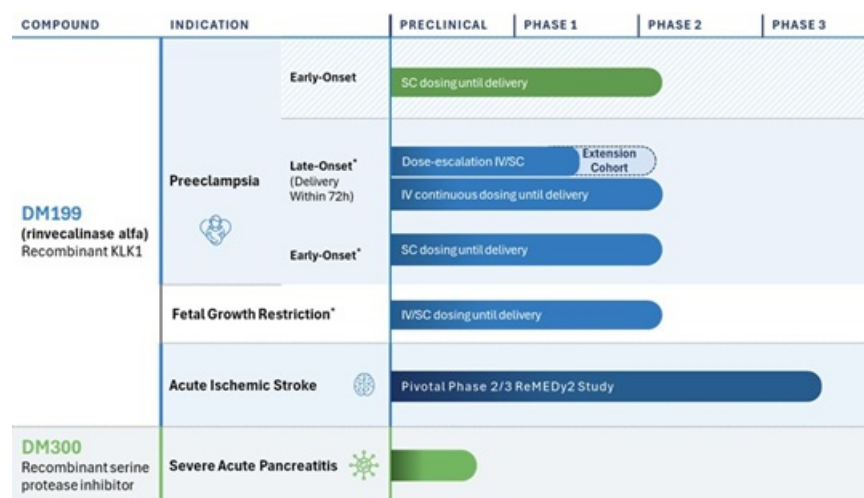 COMPOUND INDICATION PRECLINICAL PHASE 1 PHASE 2 PHASE 3
Early-Onset
SC dosing until delivery
Preeclampsia
Late-Onset*
(Delivery
Within 72h)
Dose-escalation IV/SC
Extension
Cohort
IV continuous dosing until delivery
DM199
(rinvecalinase alfa)
Recombinant KLK1
Early-Onset*
SC dosing until delivery
Fetal Growth Restriction*
IV/SC dosing until delivery
Acute Ischemic Stroke
Pivotal Phase 2/3 ReMEDy2 Study
DM300
Recombinant serine
protease inhibitor
Severe Acute Pancreatitis